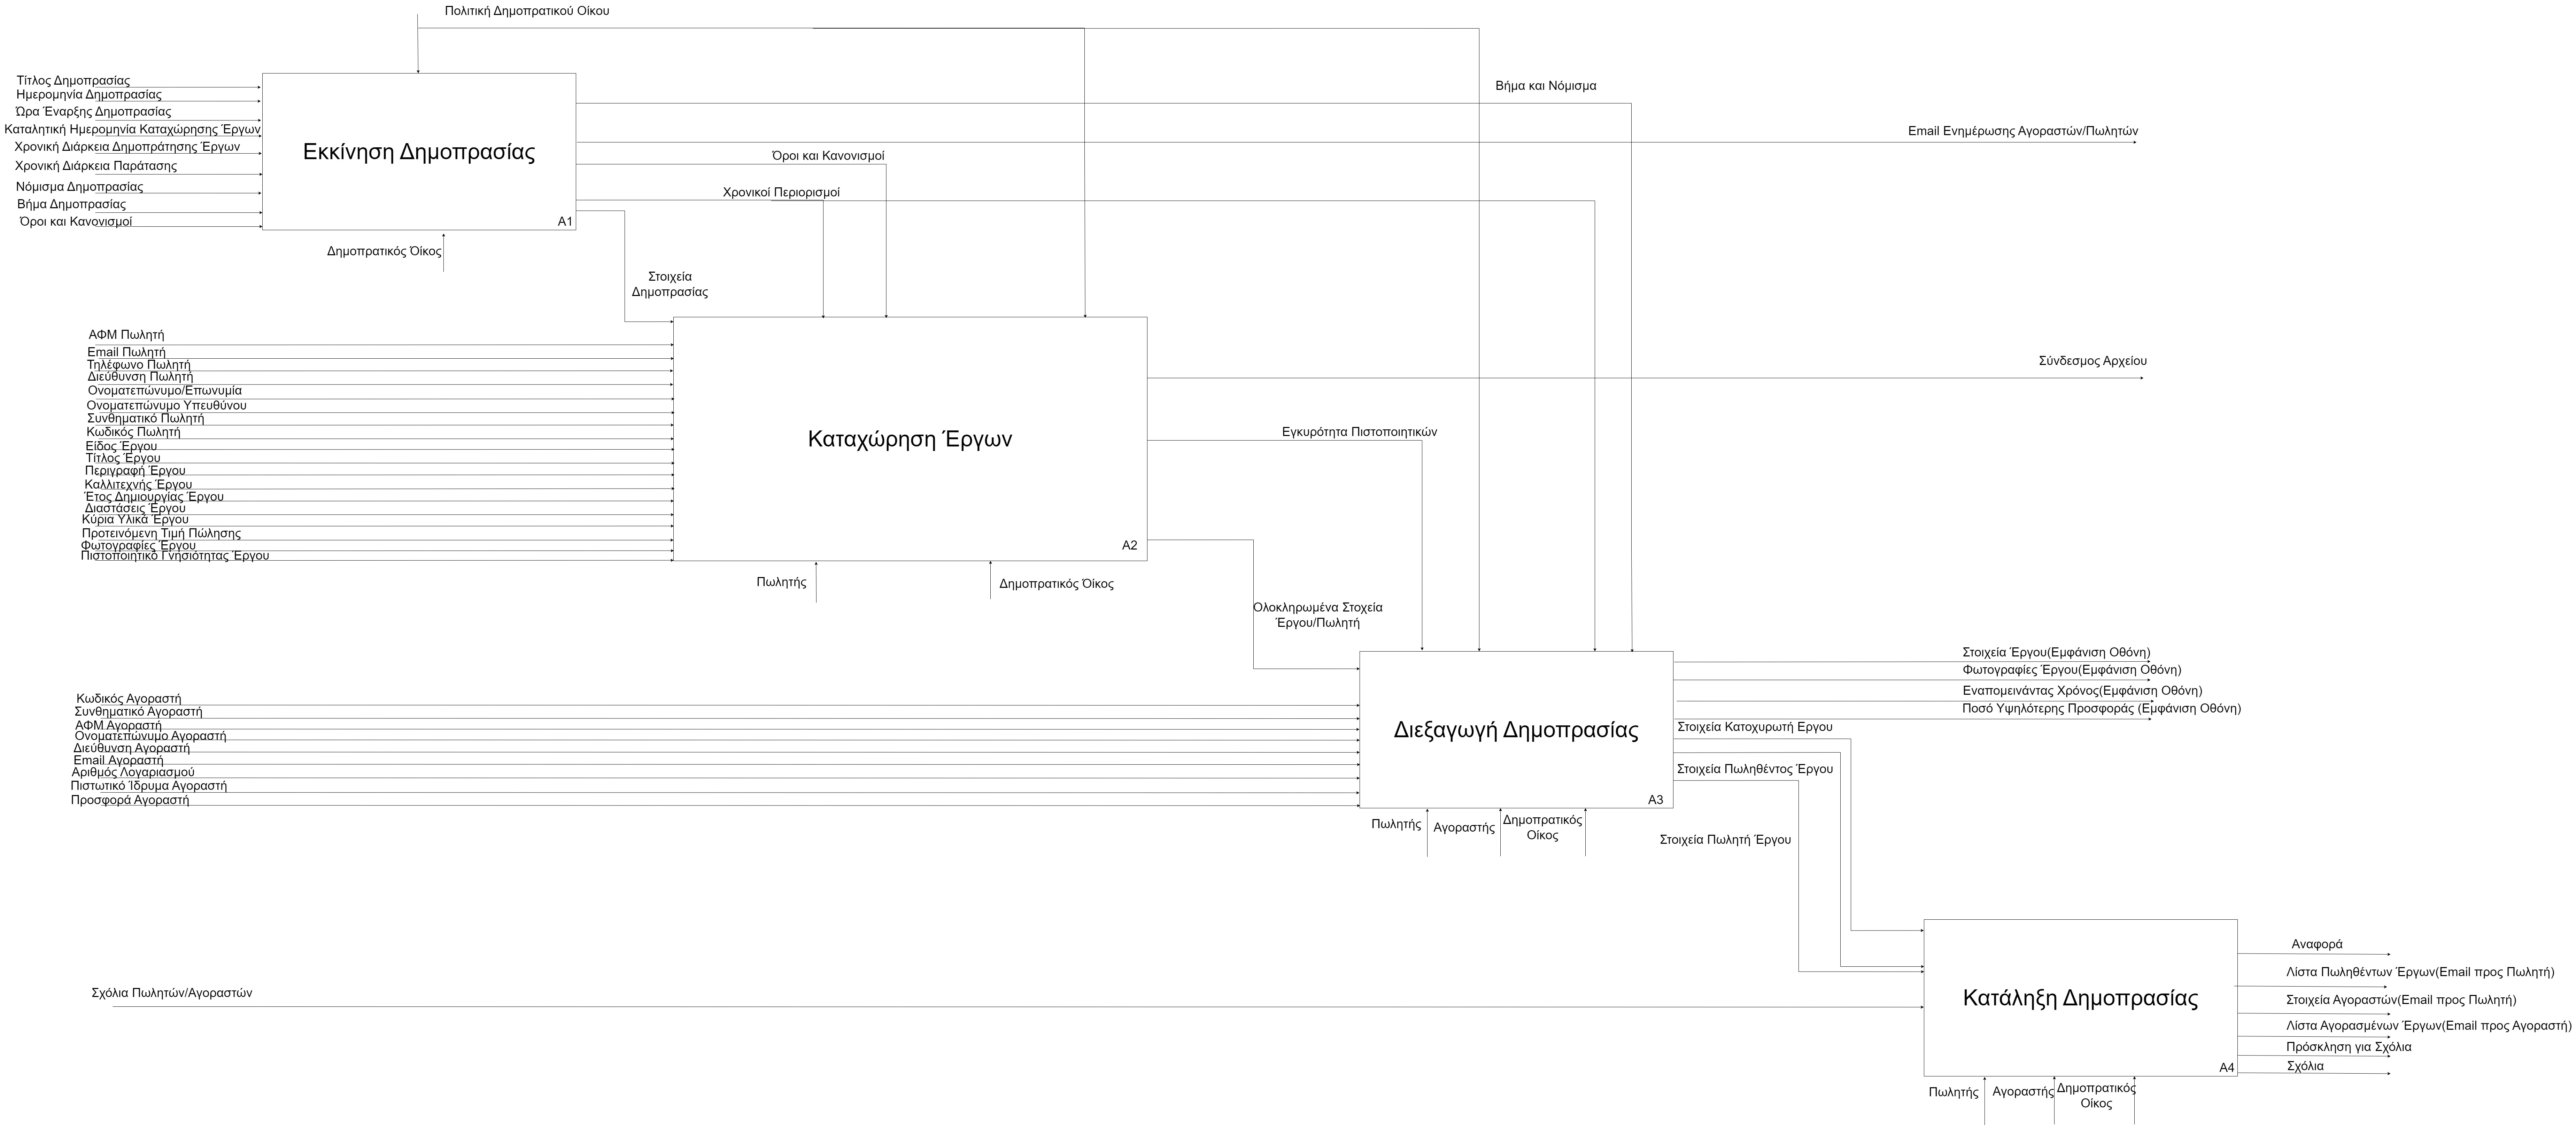 Πολιτική Δημοπρατικού Οίκου
Τίτλος Δημοπρασίας
Ημερομηνία Δημοπρασίας
Ώρα Έναρξης Δημοπρασίας
Καταλητική Ημερομηνία Καταχώρησης Έργων
Χρονική Διάρκεια Δημοπράτησης Έργων
Χρονική Διάρκεια Παράτασης
Νόμισμα Δημοπρασίας
Βήμα Δημοπρασίας
Όροι και Κανονισμοί
Εκκίνηση Δημοπρασίας
A1
Δημοπρατικός Όίκος
Βήμα και Νόμισμα
Email Ενημέρωσης Αγοραστών/Πωλητών
Όροι και Κανονισμοί
Χρονικοί Περιορισμοί
Στοιχεία
Δημοπρασίας
ΑΦΜ Πωλητή
Email Πωλητή
Τηλέφωνο Πωλητή
Διεύθυνση Πωλητή
Ονοματεπώνυμο/Επωνυμία
Ονοματεπώνυμο Υπευθύνου
Συνθηματικό Πωλητή
Κωδικός Πωλητή
Είδος Έργου
Τίτλος Έργου
Περιγραφή Έργου
Καλλιτεχνής Έργου
Έτος Δημιουργίας Έργου
Διαστάσεις Έργου
Κύρια Υλικά Έργου
Προτεινόμενη Τιμή Πώλησης
Φωτογραφίες Έργου
Πιστοποιητικό Γνησιότητας Έργου
Καταχώρηση Έργων
A2
Πωλητής
Δημοπρατικός Όίκος
Σύνδεσμος Αρχείου
Εγκυρότητα Πιστοποιητικών
Ολοκληρωμένα Στοχεία
Έργου/Πωλητή
Κωδικός Αγοραστή
Συνθηματικό Αγοραστή
ΑΦΜ Αγοραστή
Ονοματεπώνυμο Αγοραστή
Διεύθυνση Αγοραστή
Email Αγοραστή
Αριθμός Λογαριασμού
Πιστωτικό Ίδρυμα Αγοραστή
Προσφορά Αγοραστή
Διεξαγωγή Δημοπρασίας
A3
Πωλητής
Αγοραστής
Δημοπρατικός
Οίκος
Στοιχεία Έργου(Εμφάνιση Οθόνη)
Φωτογραφίες Έργου(Εμφάνιση Οθόνη)
Εναπομεινάντας Χρόνος(Εμφάνιση Οθόνη)
Ποσό Υψηλότερης Προσφοράς (Εμφάνιση Οθόνη)
Στοιχεία Κατοχυρωτή Εργου
Στοιχεία Πωληθέντος Έργου
Στοιχεία Πωλητή Έργου
Σχόλια Πωλητών/Αγοραστών
Κατάληξη Δημοπρασίας
A4
Πωλητής
Αγοραστής
Δημοπρατικός
Οίκος
Αναφορά
Λίστα Πωληθέντων Έργων(Email προς Πωλητή)
Στοιχεία Αγοραστών(Email προς Πωλητή)
Λίστα Αγορασμένων Έργων(Email προς Αγοραστή)
Πρόσκληση για Σχόλια
Σχόλια